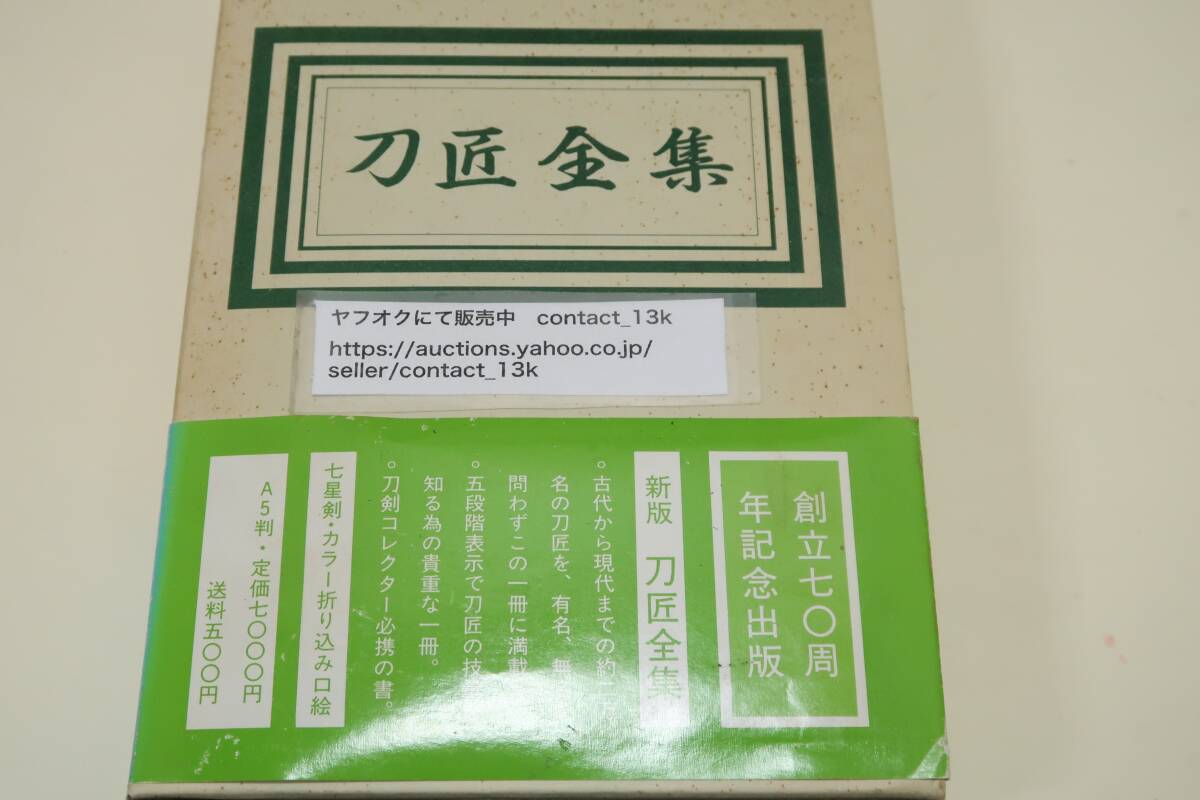 刀匠全集
ヤフオクにて販売中 contact_13k
https://auctions.yahoo.co.jp/
seller/contact_13k
創立七〇周
年記念出版
新版 刀匠全集
○古代から現代までの約一万
名の刀匠を、有名、無
問わずこの一冊に満載
○五段階表示で刀匠の技
知る為の貴重な一冊。
○刀剣コレクター必携の書。
七星剣・カラー折り込み口絵
A5判・定価七〇〇〇円
送料五〇〇円